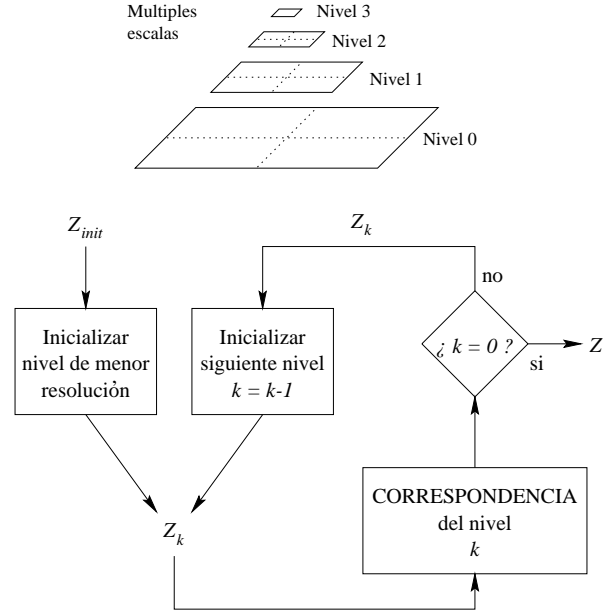 Multiples
escalas
Nivel 3
Nivel 2
Nivel 1
Nivel 0
Z_init
Z_k
no
si
Inicializar
nivel de menor
resolución
Inicializar
siguiente nivel
k = k-1
¿ k = 0 ?
Z
Z_k
CORRESPONDENCIA
del nivel
k